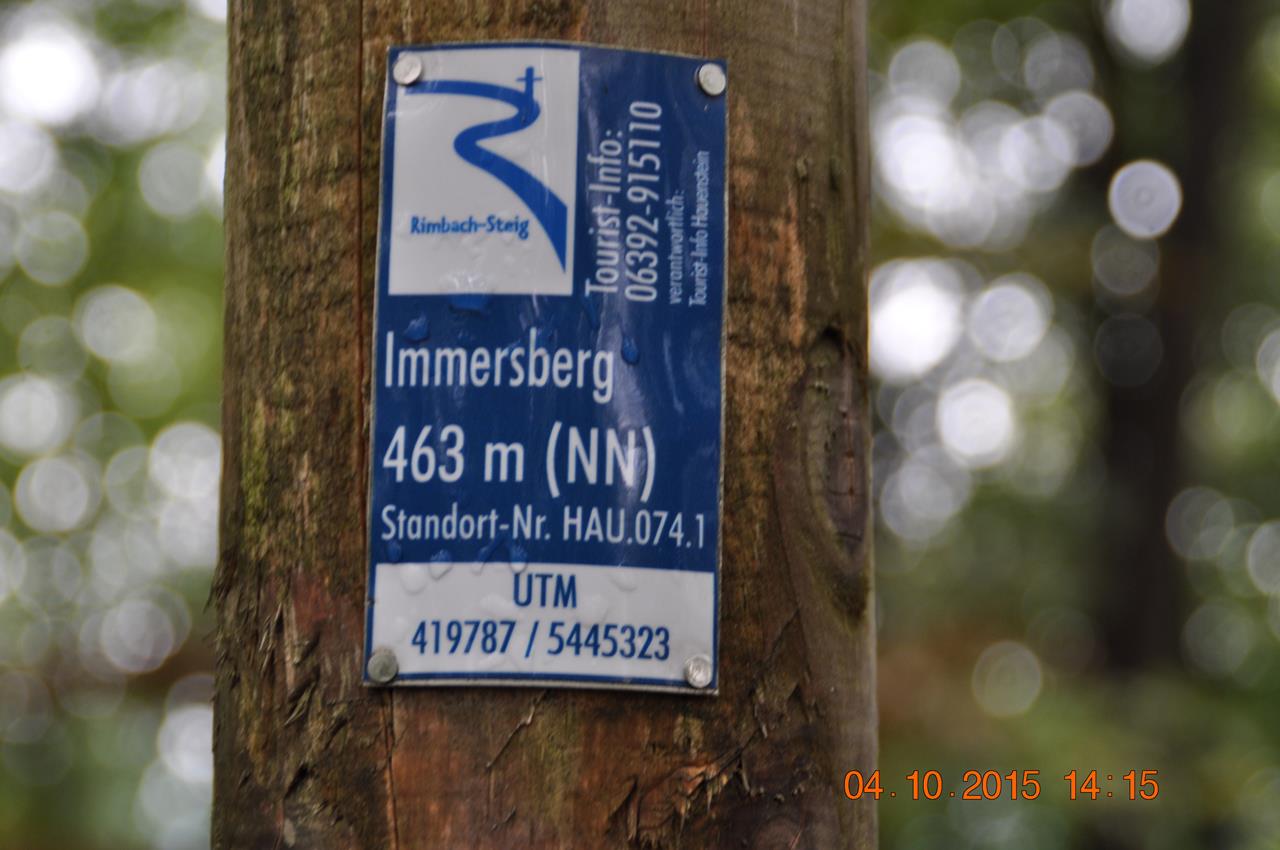 Rimbach-Steig
Tourist-Info:
06392-915110
verantwortlich:
Tourist-Info Hauenstein
Immersberg
463 m (NN)
Standort-Nr. HAU.074.1
UTM
419787 / 5445323
04.10.2015 14:15